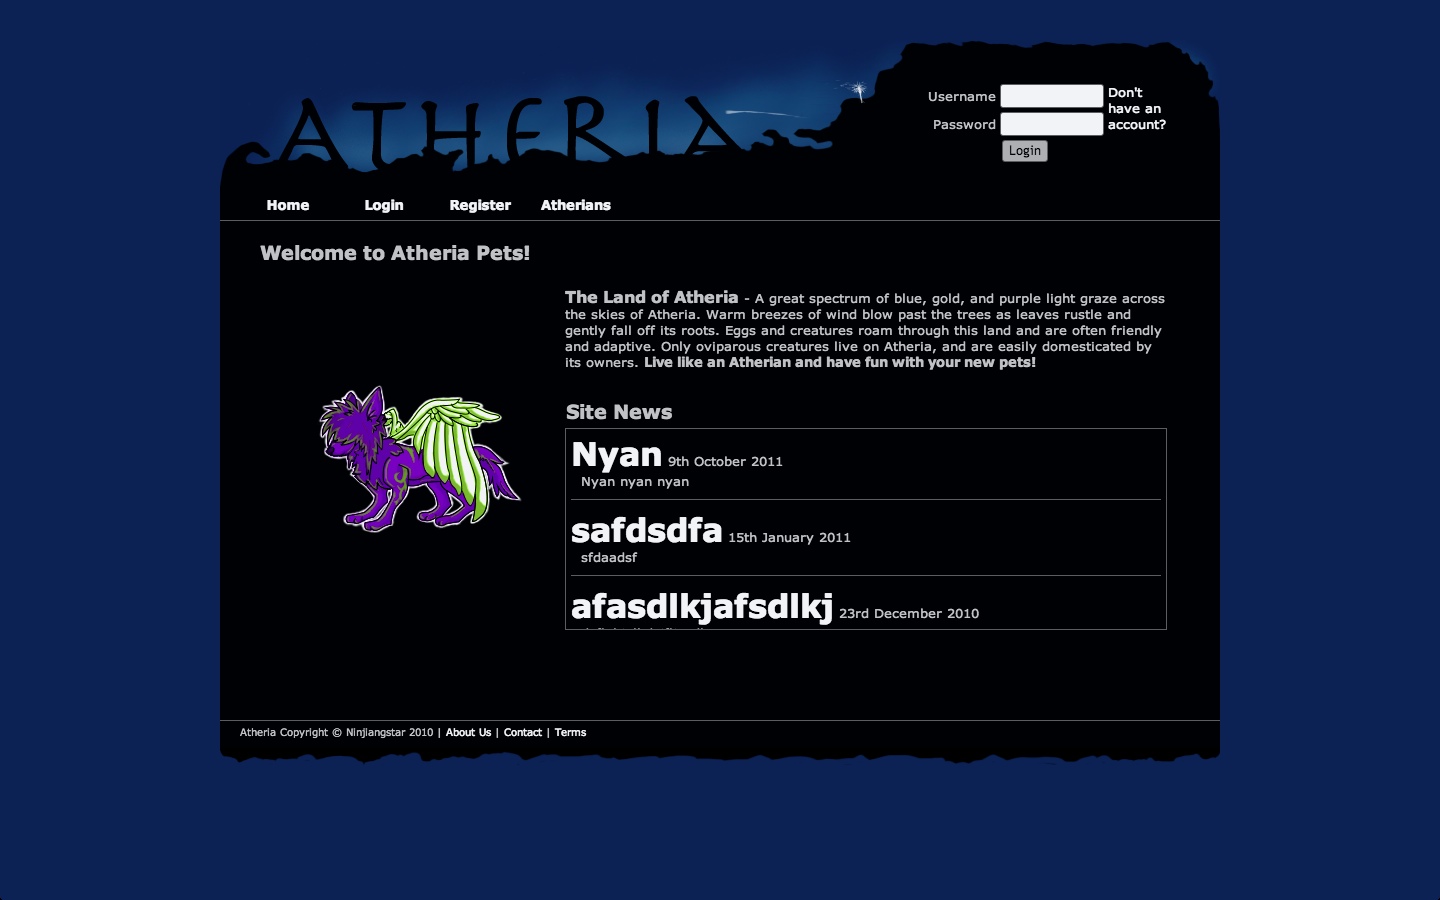 ATHERIA
Username
Password
Don't
have an
account?
Login
Home Login Register Atherians
Welcome to Atheria Pets!
The Land of Atheria - A great spectrum of blue, gold, and purple light graze across
the skies of Atheria. Warm breezes of wind blow past the trees as leaves rustle and
gently fall off its roots. Eggs and creatures roam through this land and are often friendly
and adaptive. Only oviparous creatures live on Atheria, and are easily domesticated by
its owners. Live like an Atherian and have fun with your new pets!
Site News
Nyan 9th October 2011
Nyan nyan nyan
safdsdfa 15th January 2011
sfdaadsf
afasdlkjafsdlkj 23rd December 2010
Atheria Copyright © Ninjiangstar 2010 | About Us | Contact | Terms